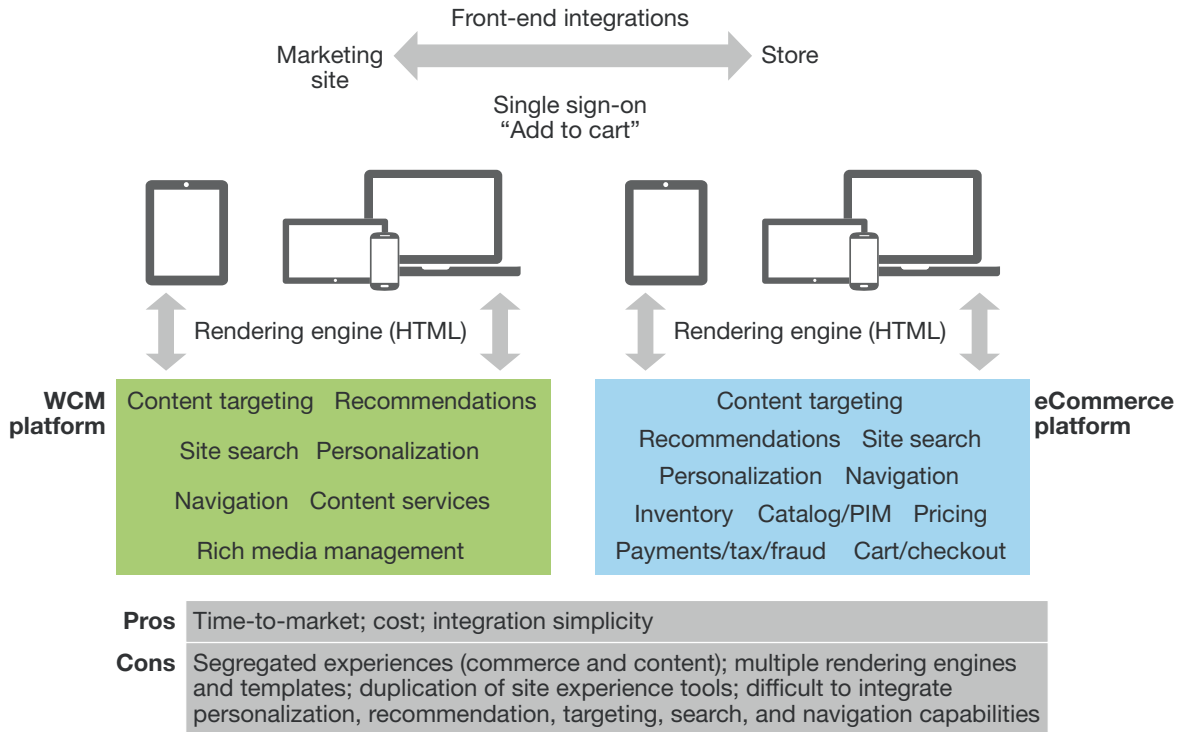 Front-end integrations
Marketing
site
Store
Single sign-on
“Add to cart”
Rendering engine (HTML)
Rendering engine (HTML)
WCM
platform
Content targeting Recommendations
Site search Personalization
Navigation Content services
Rich media management
Content targeting
Recommendations Site search
Personalization Navigation
Inventory Catalog/PIM Pricing
Payments/tax/fraud Cart/checkout
eCommerce
platform
Pros Time-to-market; cost; integration simplicity
Cons Segregated experiences (commerce and content); multiple rendering engines
and templates; duplication of site experience tools; difficult to integrate
personalization, recommendation, targeting, search, and navigation capabilities